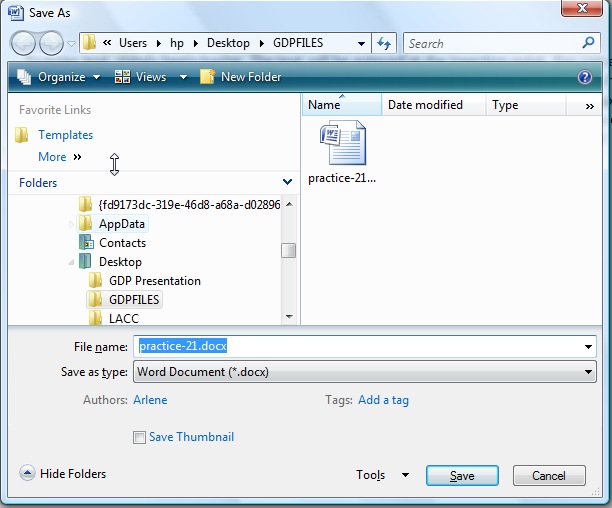 Save As
« Users ▸ hp ▸ Desktop ▸ GDPFILES
Search
Organize Views New Folder ?
Favorite Links
Templates
More »
Folders
{fd9173dc-319e-46d8-a68a-d02896
AppData
Contacts
Desktop
GDP Presentation
GDPFILES
LACC
Name Date modified Type »
practice-21...
File name: practice-21.docx
Save as type: Word Document (*.docx)
Authors: Arlene Tags: Add a tag
Save Thumbnail
Hide Folders Tools Save Cancel